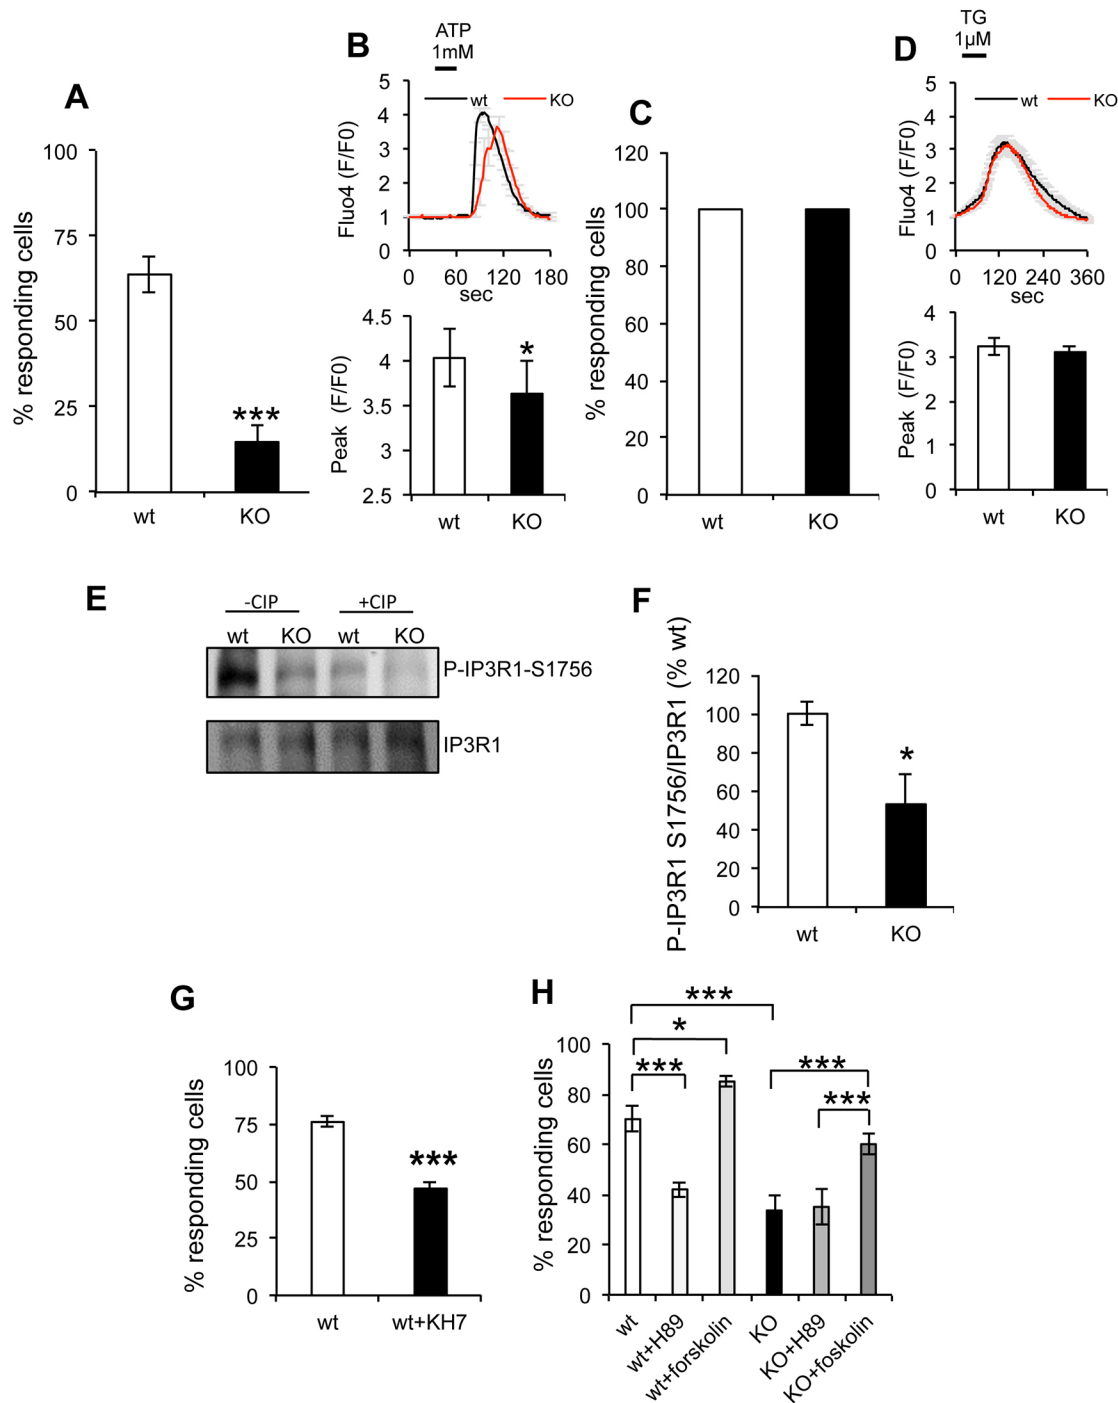 A
100
75
50
25
0
% responding cells
***
wt
KO
B
ATP
1mM
5
4
3
2
1
0
Fluo4 (F/F0)
wt
KO
0
60
120
180
sec
4.5
4
3.5
3
2.5
Peak (F/F0)
*
wt
KO
C
120
100
80
60
40
20
0
% responding cells
wt
KO
D
TG
1µM
5
4
3
2
1
0
Fluo4 (F/F0)
wt
KO
0
120
240
360
sec
4
3
2
1
0
Peak (F/F0)
wt
KO
E
-CIP
+CIP
wt
KO
wt
KO
P-IP3R1-S1756
IP3R1
F
P-IP3R1 S1756/IP3R1 (% wt)
120
100
80
60
40
20
0
*
wt
KO
G
100
75
50
25
0
% responding cells
***
wt
wt+KH7
H
***
*
***
***
***
100
80
60
40
20
0
% responding cells
wt
wt+H89
wt+forskolin
KO
KO+H89
KO+foskolin